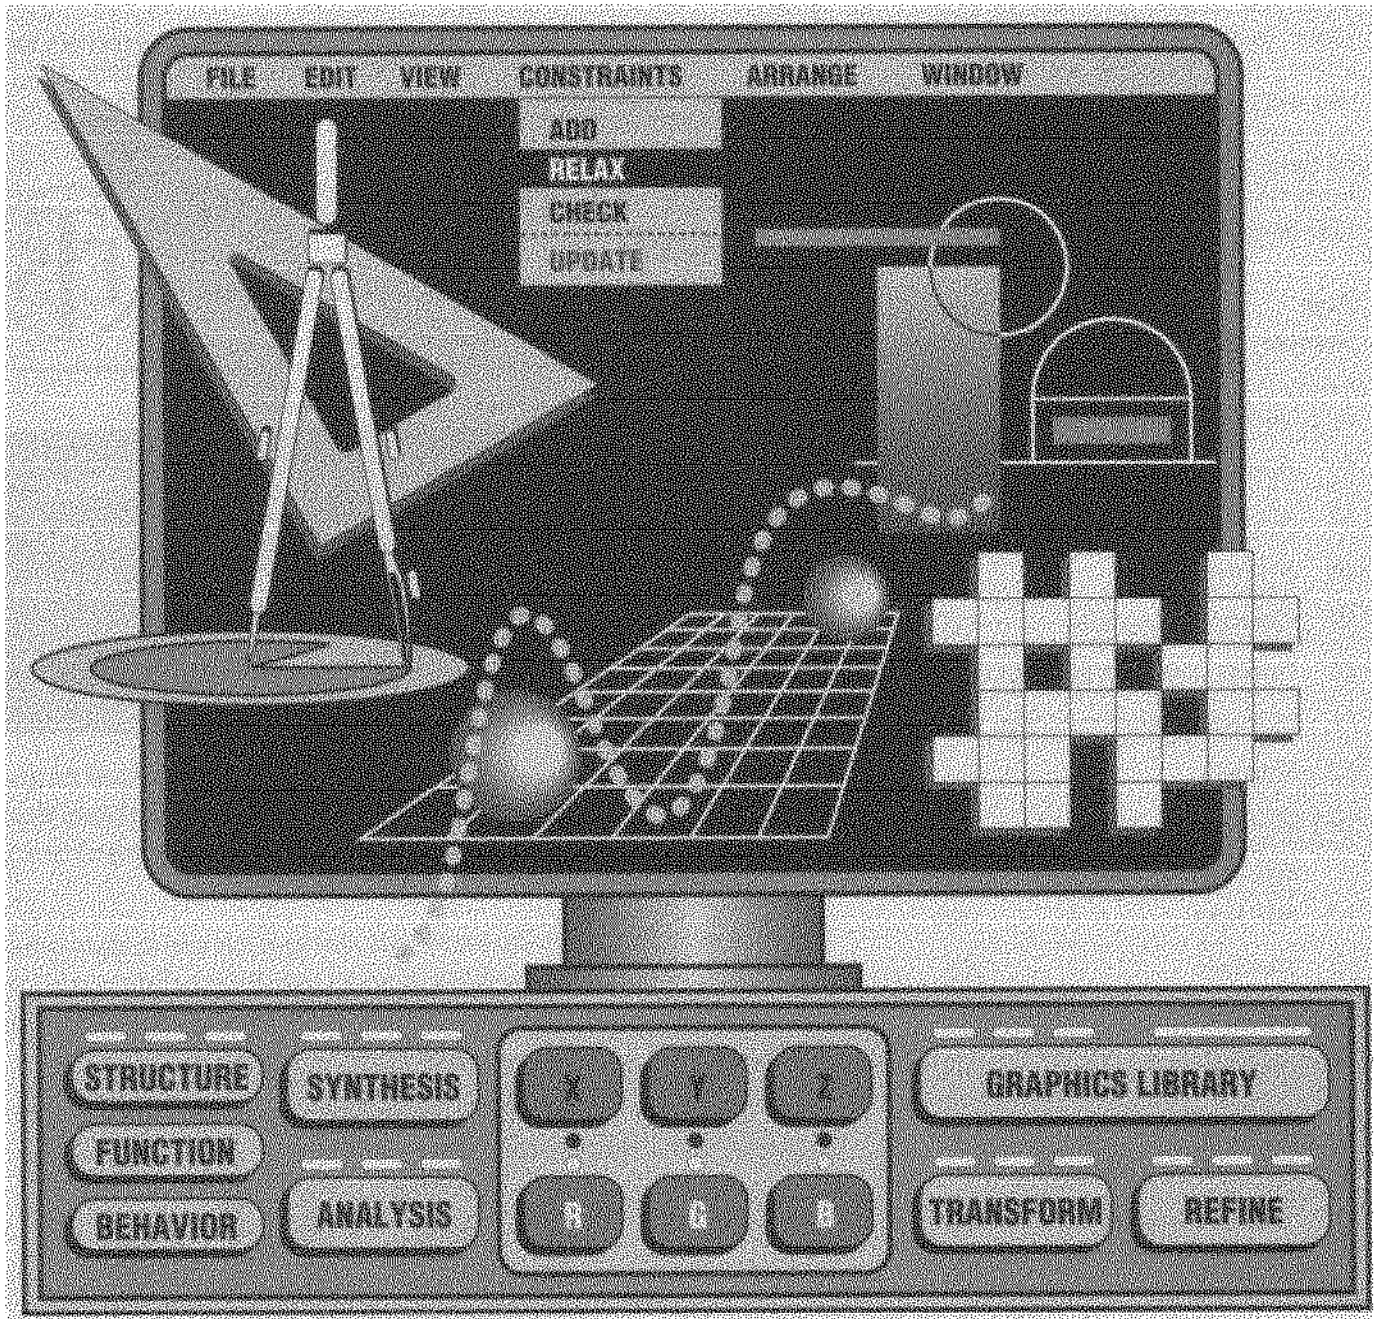 FILE EDIT VIEW CONSTRAINTS ARRANGE WINDOW
ADD
RELAX
CHECK
UPDATE
STRUCTURE
FUNCTION
BEHAVIOR
SYNTHESIS
ANALYSIS
X Y Z
R G B
GRAPHICS LIBRARY
TRANSFORM REFINE